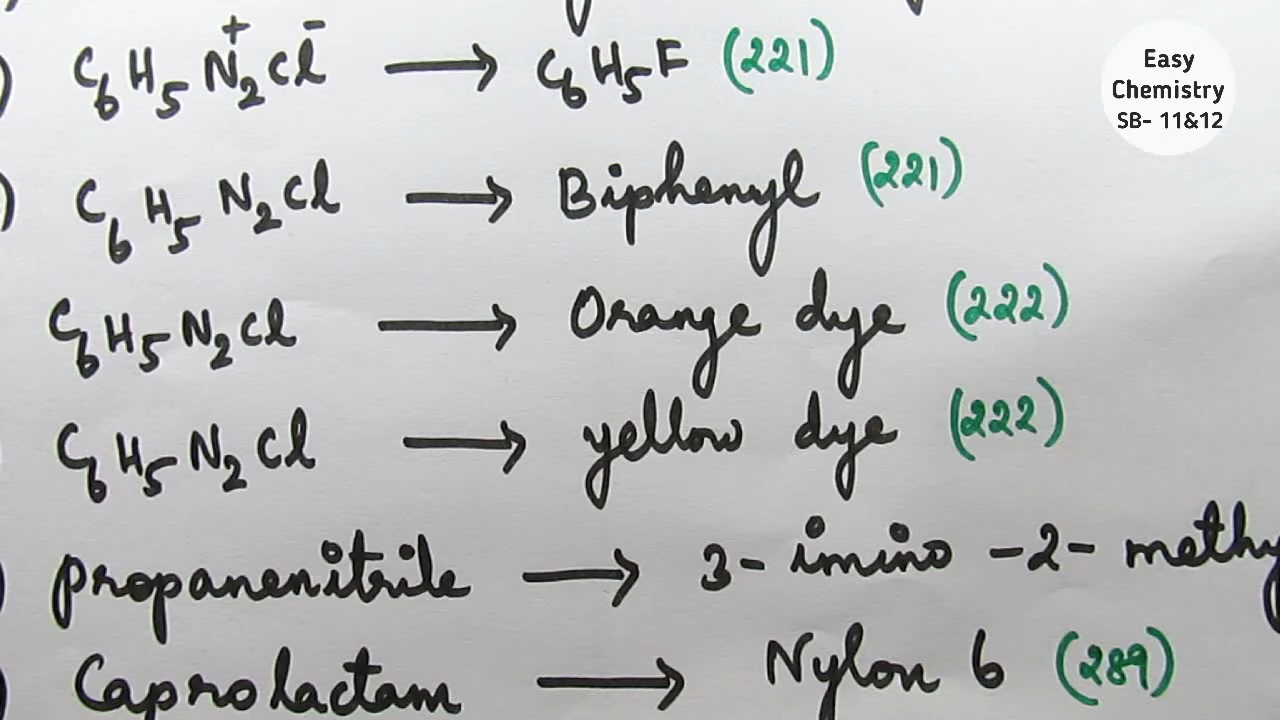 C6H5N2+Cl- → C6H5F (221)
Easy
Chemistry
SB- 11&12
C6H5N2Cl → Biphenyl (221)
C6H5N2Cl → Orange dye (222)
C6H5N2Cl → yellow dye (222)
propanenitrile → 3-imino-2-methy
Caprolactam → Nylon 6 (289)